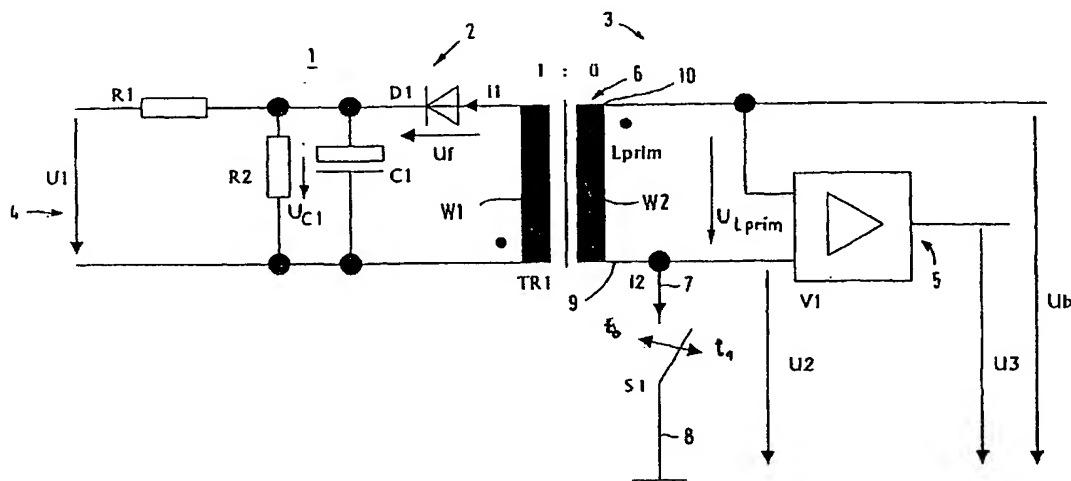 3
2
1
1 : ü
6
10
R1
D1
I1
Uf
Lprim
U1
R2
C1
UC1
W1
W2
ULprim
4
5
TR1
9
I2
7
V1
Ub
t0
t1
U2
U3
S1
8